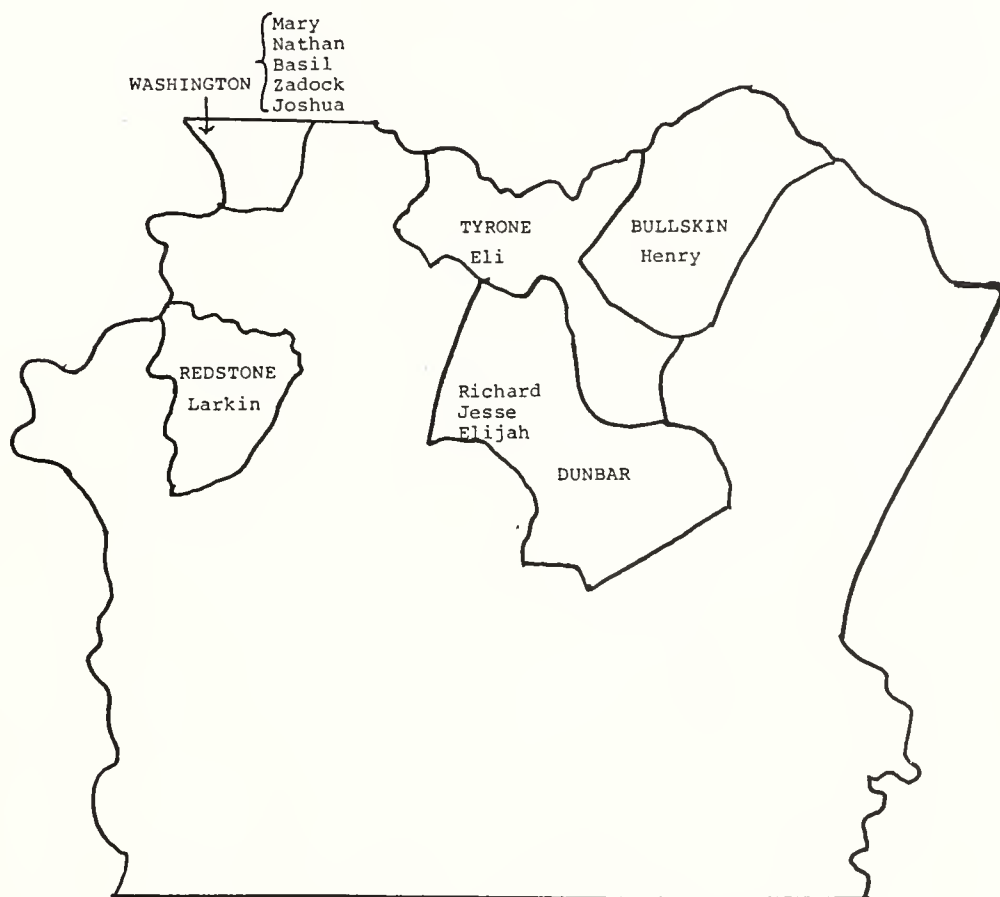 Mary
Nathan
Basil
WASHINGTON Zadock
Joshua
TYRONE
Eli
BULLSKIN
Henry
REDSTONE
Larkin
Richard
Jesse
Elijah
DUNBAR